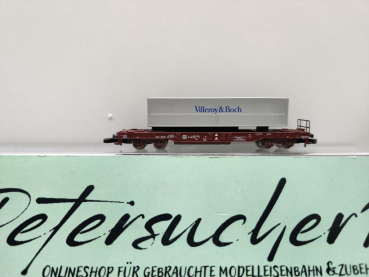 Villeroy&Boch
Petersucher
ONLINESHOP FÜR GEBRAUCHTE MODELLEISENBAHN & ZUBEH